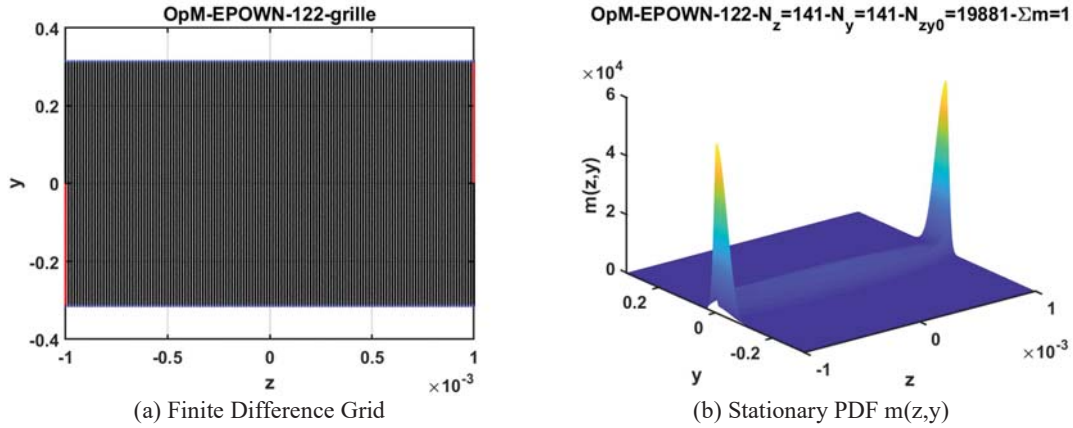 OpM-EPOWN-122-grille
0.4
0.2
0
-0.2
-0.4
y
-1
-0.5
0
0.5
1
z
×10⁻³
(a) Finite Difference Grid
OpM-EPOWN-122-N_z=141-N_y=141-N_zy0=19881-Σm=1
×10⁴
6
4
2
0
m(z,y)
0.2
0
-0.2
y
-1
0
1
z
×10⁻³
(b) Stationary PDF m(z,y)